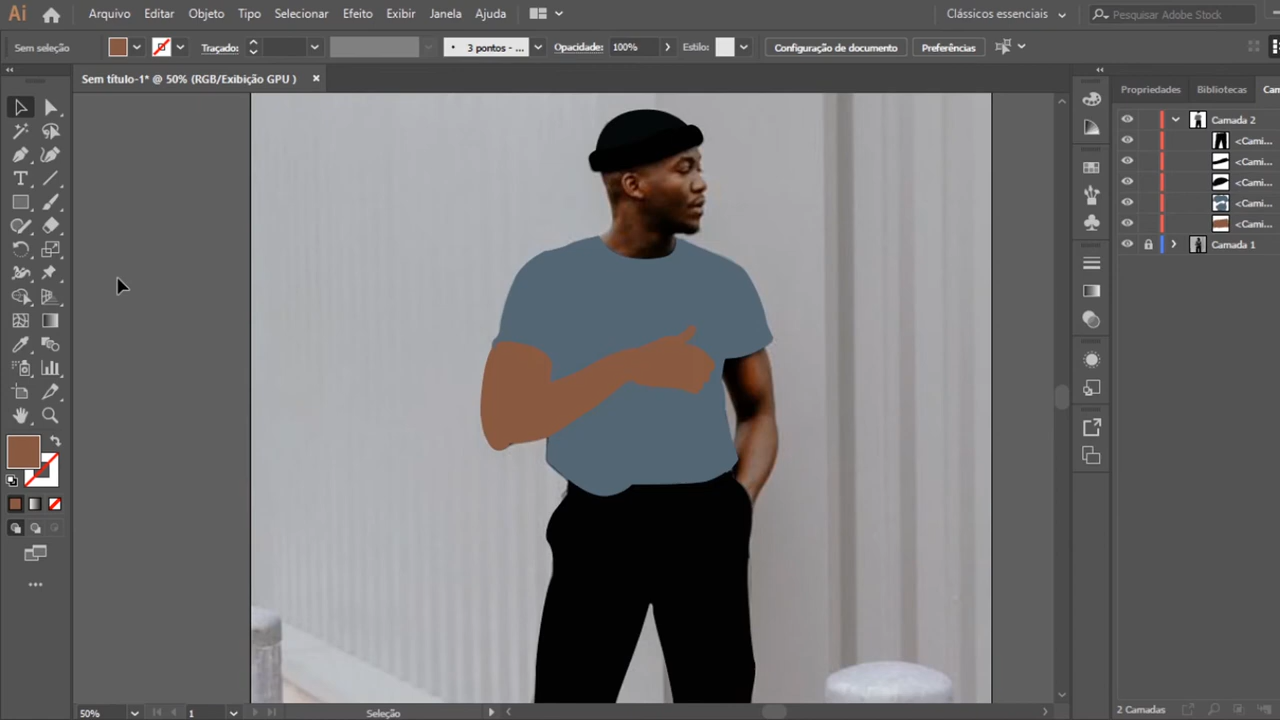 Ai Arquivo Editar Objeto Tipo Selecionar Efeito Exibir Janela Ajuda Clássicos essenciais Pesquisar Adobe Stock
Sem seleção Traçado: 3 pontos - ... Opacidade: 100% Estilo: Configuração de documento Preferências
Sem título-1* @ 50% (RGB/Exibição GPU ) ×
Propriedades Bibliotecas Cam
Camada 2
<Cami...
<Cami...
<Cami...
<Cami...
<Cami...
Camada 1
50% 1 Seleção 2 Camadas